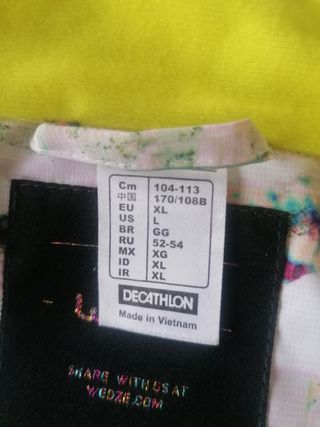 Cm 104-113
中国 170/108B
EU XL
US L
BR GG
RU 52-54
MX XG
ID XL
IR XL
DECATHLON
Made in Vietnam
SHARE WITH US AT
WEDZE.COM